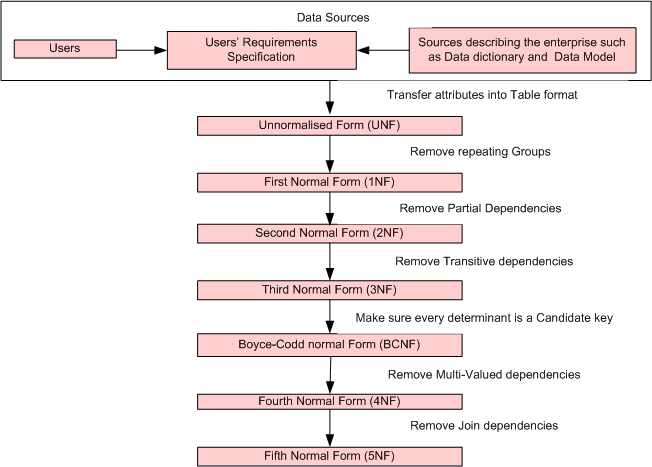 Data Sources
Users
Users' Requirements
Specification
Sources describing the enterprise such
as Data dictionary and Data Model
Transfer attributes into Table format
Unnormalised Form (UNF)
Remove repeating Groups
First Normal Form (1NF)
Remove Partial Dependencies
Second Normal Form (2NF)
Remove Transitive dependencies
Third Normal Form (3NF)
Make sure every determinant is a Candidate key
Boyce-Codd normal Form (BCNF)
Remove Multi-Valued dependencies
Fourth Normal Form (4NF)
Remove Join dependencies
Fifth Normal Form (5NF)